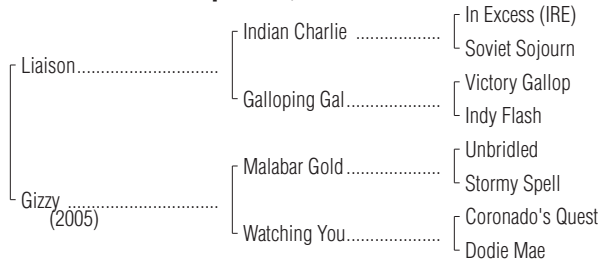 In Excess (IRE)
Indian Charlie ..................
Soviet Sojourn
Liaison..............................
Victory Gallop
Galloping Gal....................
Indy Flash
Unbridled
Malabar Gold....................
Stormy Spell
Gizzy ................................
(2005)
Coronado's Quest
Watching You....................
Dodie Mae